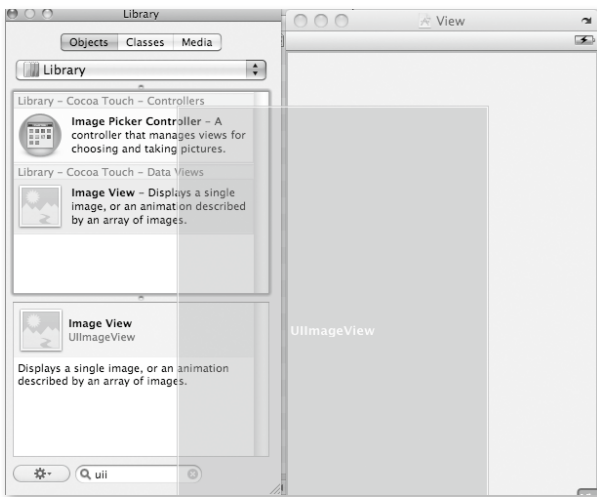 Library
View
Objects Classes Media
Library
Library – Cocoa Touch – Controllers
Image Picker Controller – A
controller that manages views for
choosing and taking pictures.
Library – Cocoa Touch – Data Views
Image View – Displays a single
image, or an animation described
by an array of images.
UIImageView
Image View
UIImageView
Displays a single image, or an animation
described by an array of images.
uii